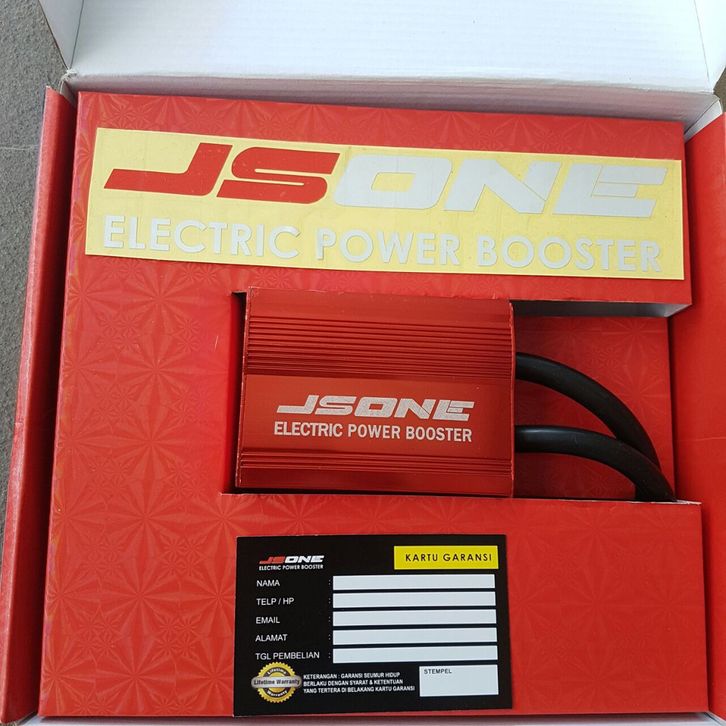 JSONE
ELECTRIC POWER BOOSTER
JSONE
ELECTRIC POWER BOOSTER
JSONE
ELECTRIC POWER BOOSTER
KARTU GARANSI
NAMA :
TELP / HP :
EMAIL :
ALAMAT :
TGL PEMBELIAN :
Lifetime Warranty
KETERANGAN : GARANSI SEUMUR HIDUP
BERLAKU DENGAN SYARAT & KETENTUAN
YANG TERTERA DI BELAKANG KARTU GARANSI
STEMPEL